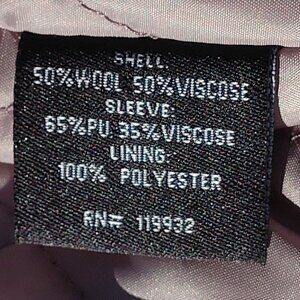 SHELL
50%WOOL 50%VISCOSE
SLEEVE:
65%PU 35%VISCOSE
LINING:
100% POLYESTER
RN# 119932